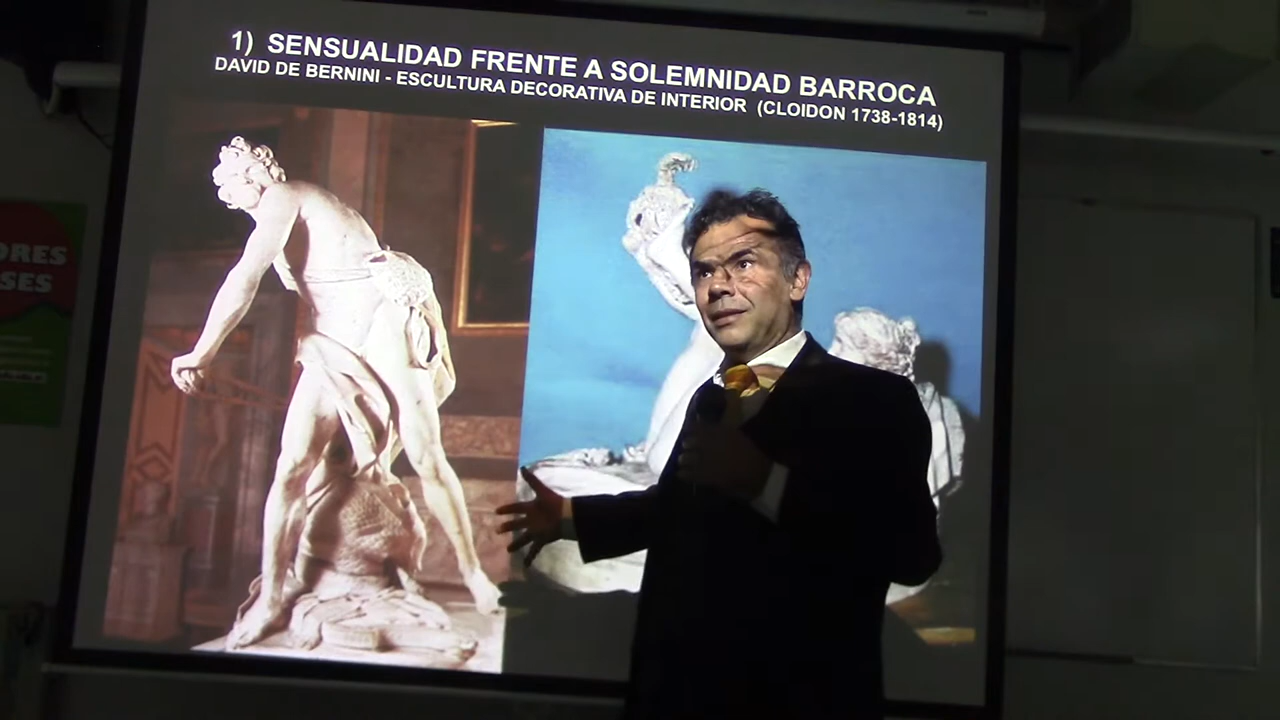 1) SENSUALIDAD FRENTE A SOLEMNIDAD BARROCA
DAVID DE BERNINI - ESCULTURA DECORATIVA DE INTERIOR (CLOIDON 1738-1814)
ORES
SES